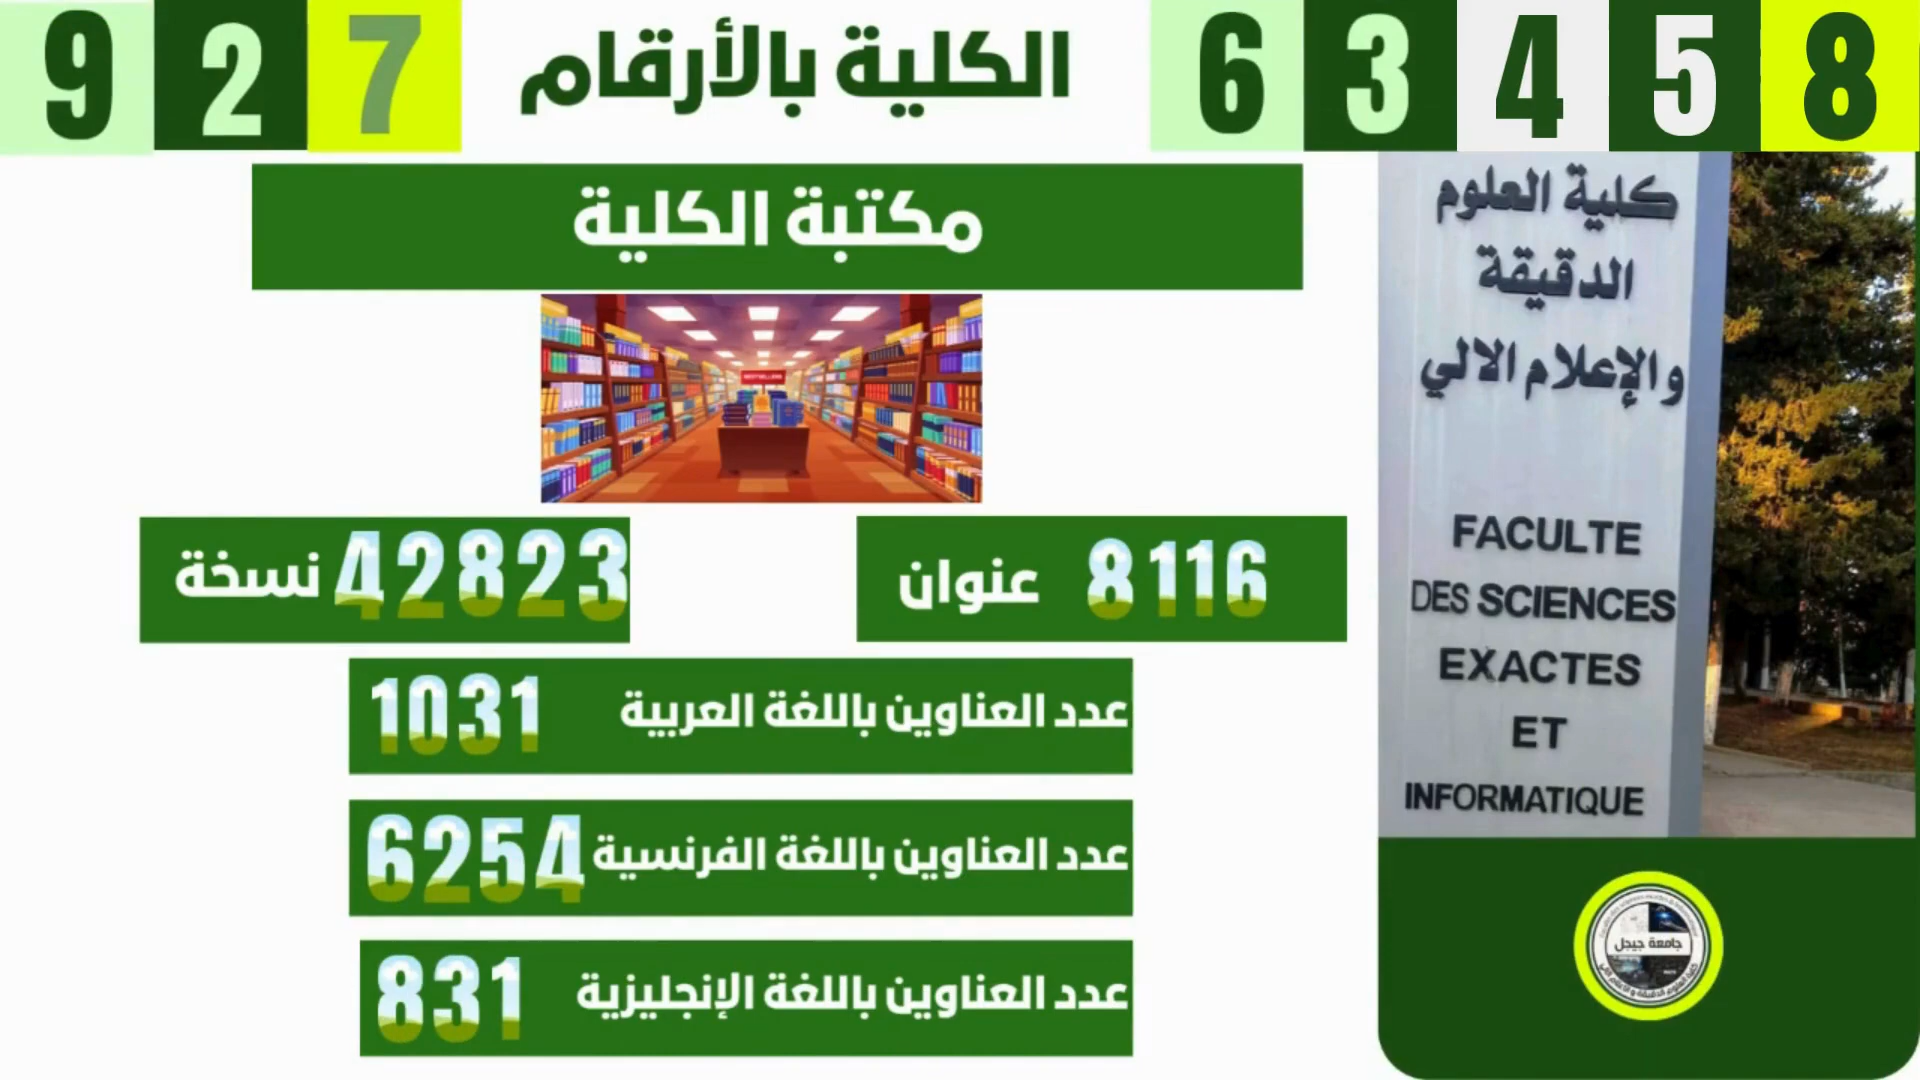 9 2 7
الكلية بالأرقام
6 3 4 5 8
مكتبة الكلية
BESTSELLERS
8116 عنوان
42823 نسخة
عدد العناوين باللغة العربية 1031
عدد العناوين باللغة الفرنسية 6254
عدد العناوين باللغة الإنجليزية 831
كلية العلوم
الدقيقة
والإعلام الالي
FACULTE
DES SCIENCES
EXACTES
ET
INFORMATIQUE
جامعة جيجل